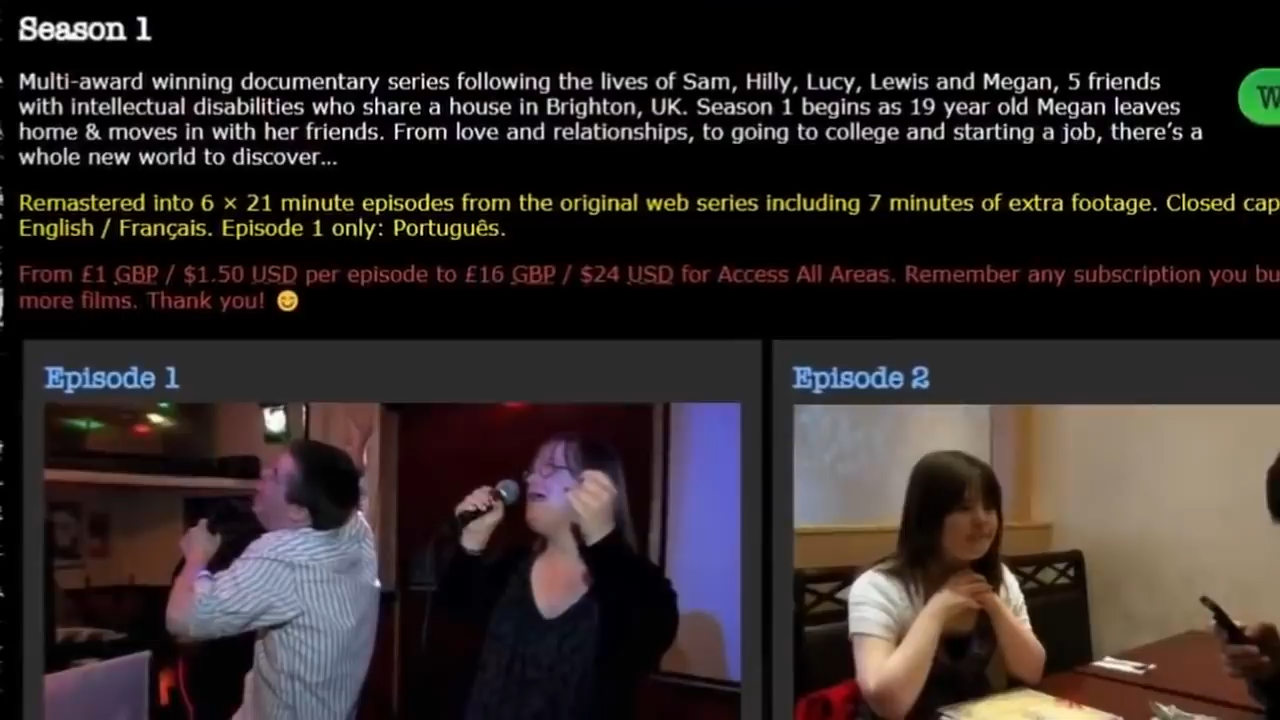 Season 1
Multi-award winning documentary series following the lives of Sam, Hilly, Lucy, Lewis and Megan, 5 friends
with intellectual disabilities who share a house in Brighton, UK. Season 1 begins as 19 year old Megan leaves
home & moves in with her friends. From love and relationships, to going to college and starting a job, there's a
whole new world to discover...
Remastered into 6 × 21 minute episodes from the original web series including 7 minutes of extra footage. Closed cap
English / Français. Episode 1 only: Português.
From £1 GBP / $1.50 USD per episode to £16 GBP / $24 USD for Access All Areas. Remember any subscription you bu
more films. Thank you! 😊
Episode 1
Episode 2